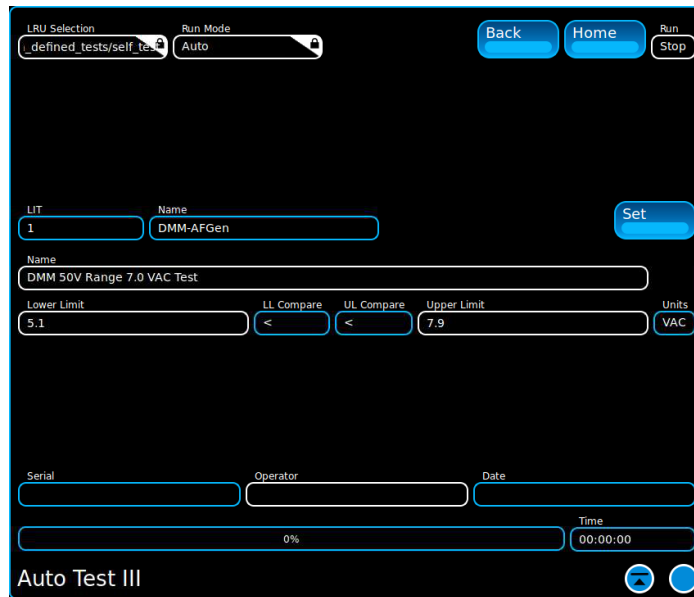 LRU Selection Run Mode Back Home Run
_defined_tests/self_test Auto Stop
LIT Name Set
1 DMM-AFGen
Name
DMM 50V Range 7.0 VAC Test
Lower Limit LL Compare UL Compare Upper Limit Units
5.1 < < 7.9 VAC
Serial Operator Date
0% Time
00:00:00
Auto Test III